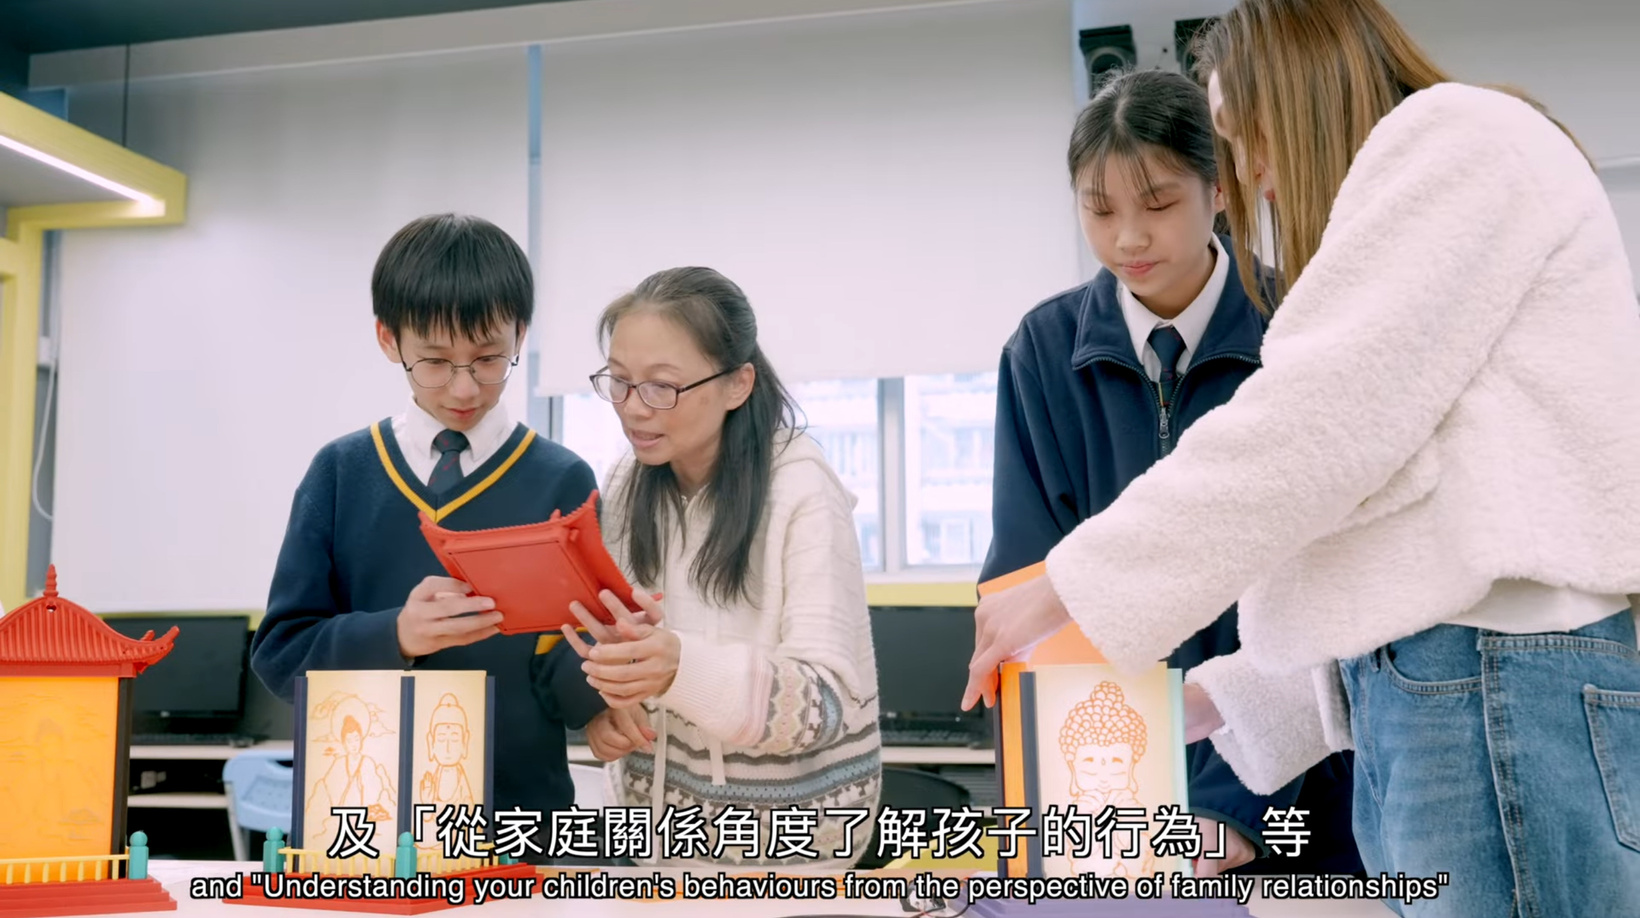 及「從家庭關係角度了解孩子的行為」等
and "Understanding your children's behaviours from the perspective of family relationships"